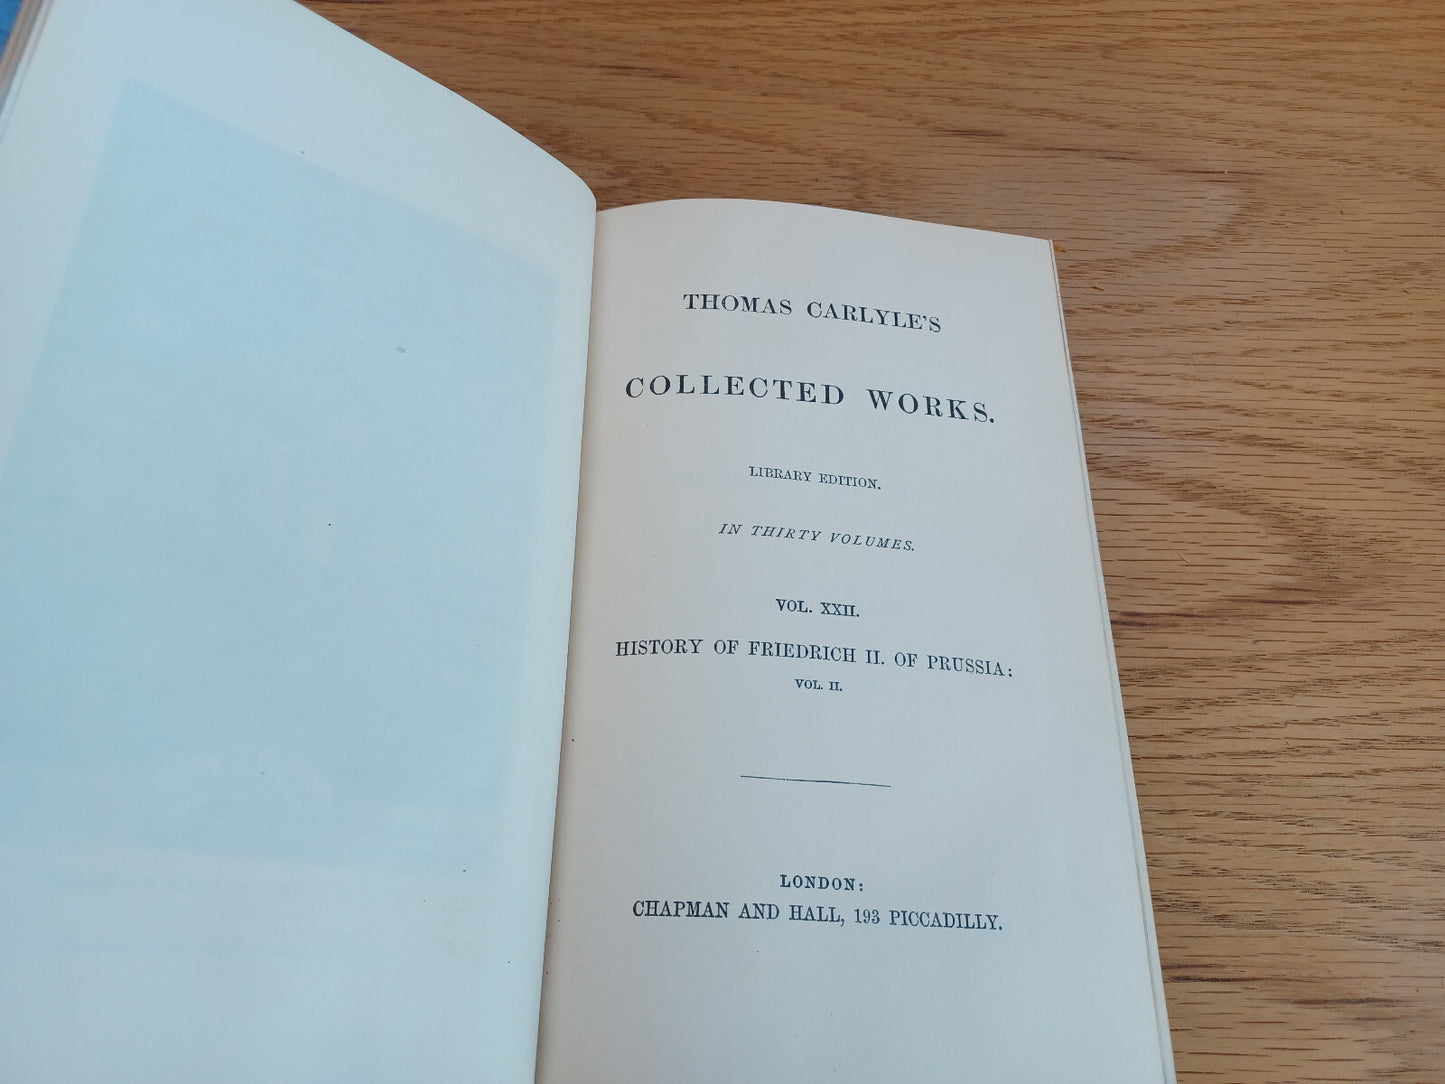 THOMAS CARLYLE'S
COLLECTED WORKS.
LIBRARY EDITION.
IN THIRTY VOLUMES.
VOL. XXII.
HISTORY OF FRIEDRICH II. OF PRUSSIA:
VOL. II.
LONDON:
CHAPMAN AND HALL, 193 PICCADILLY.